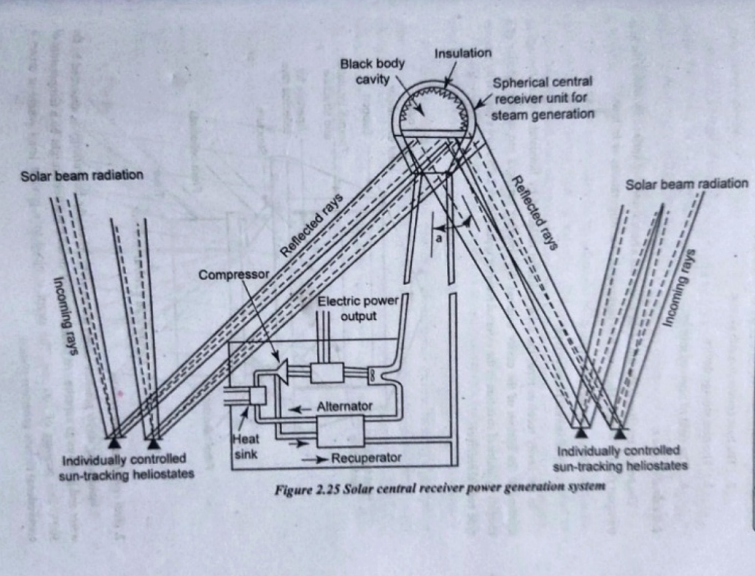 Insulation
Black body
cavity
Spherical central
receiver unit for
steam generation
Solar beam radiation
Solar beam radiation
Reflected rays
Reflected rays
a
Incoming rays
Incoming rays
Compressor
Electric power
output
Alternator
Heat
sink
Recuperator
Individually controlled
sun-tracking heliostates
Individually controlled
sun-tracking heliostates
Figure 2.25 Solar central receiver power generation system